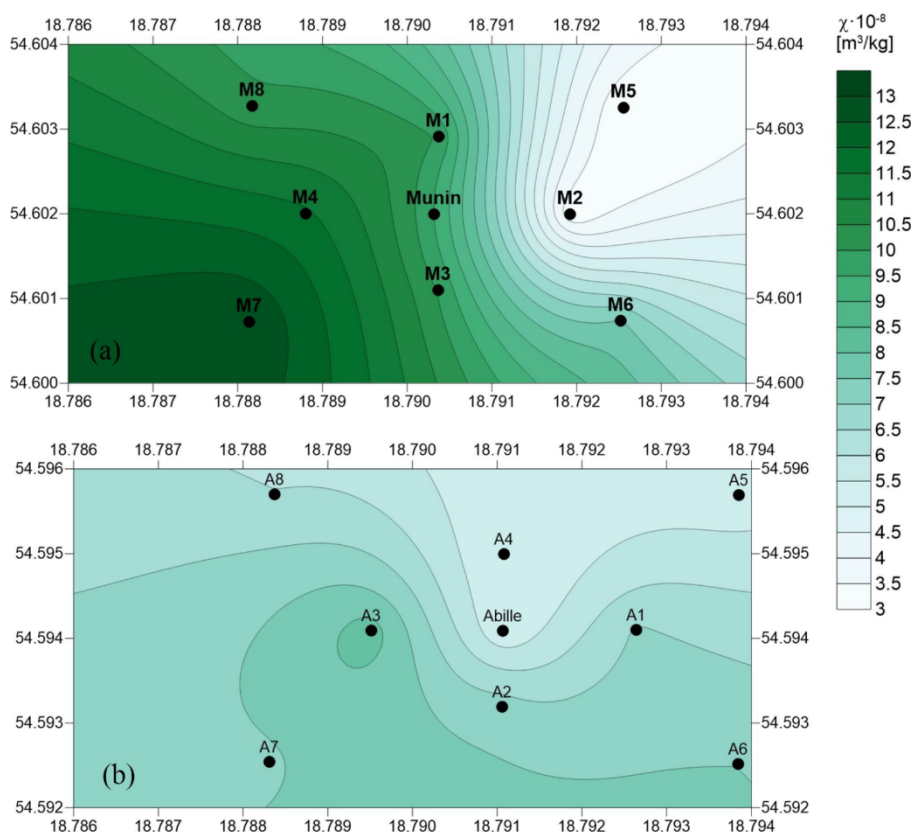 18.786 18.787 18.788 18.789 18.790 18.791 18.792 18.793 18.794
χ·10⁻⁸
[m³/kg]
54.604 54.604
M8 M5
M1
54.603 54.603
M4 Munin M2
54.602 54.602
M3
54.601 54.601
M7 M6
(a)
54.600 54.600
18.786 18.787 18.788 18.789 18.790 18.791 18.792 18.793 18.794
13
12.5
12
11.5
11
10.5
10
9.5
9
8.5
8
7.5
7
6.5
6
5.5
5
4.5
4
3.5
3
18.786 18.787 18.788 18.789 18.790 18.791 18.792 18.793 18.794
54.596 54.596
A8 A5
A4
54.595 54.595
A3 Abille A1
54.594 54.594
A2
54.593 54.593
A7 A6
(b)
54.592 54.592
18.786 18.787 18.788 18.789 18.790 18.791 18.792 18.793 18.794